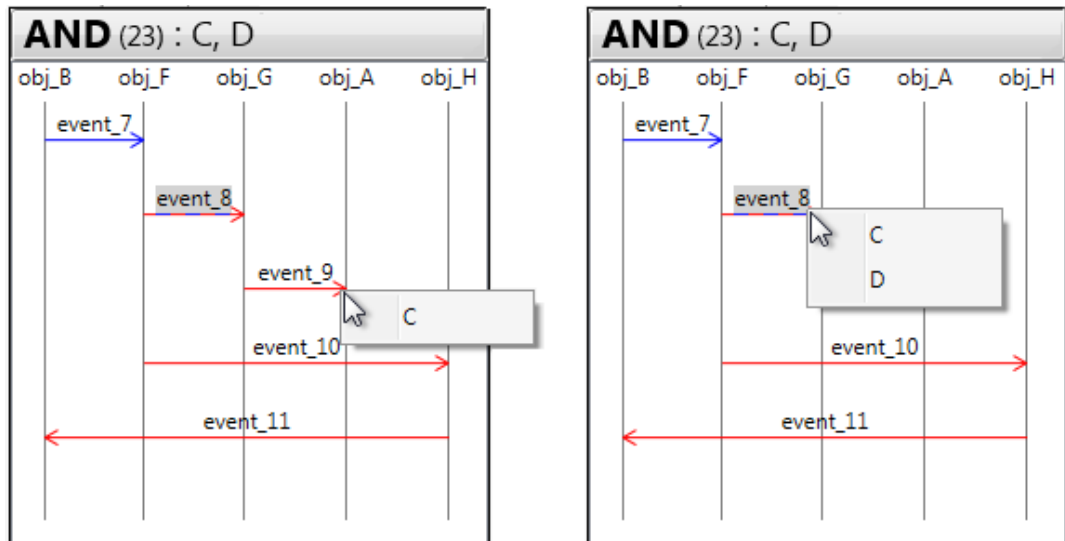 AND (23) : C, D
obj_B obj_F obj_G obj_A obj_H
event_7
event_8
event_9
C
event_10
event_11
AND (23) : C, D
obj_B obj_F obj_G obj_A obj_H
event_7
event_8
C
D
event_10
event_11